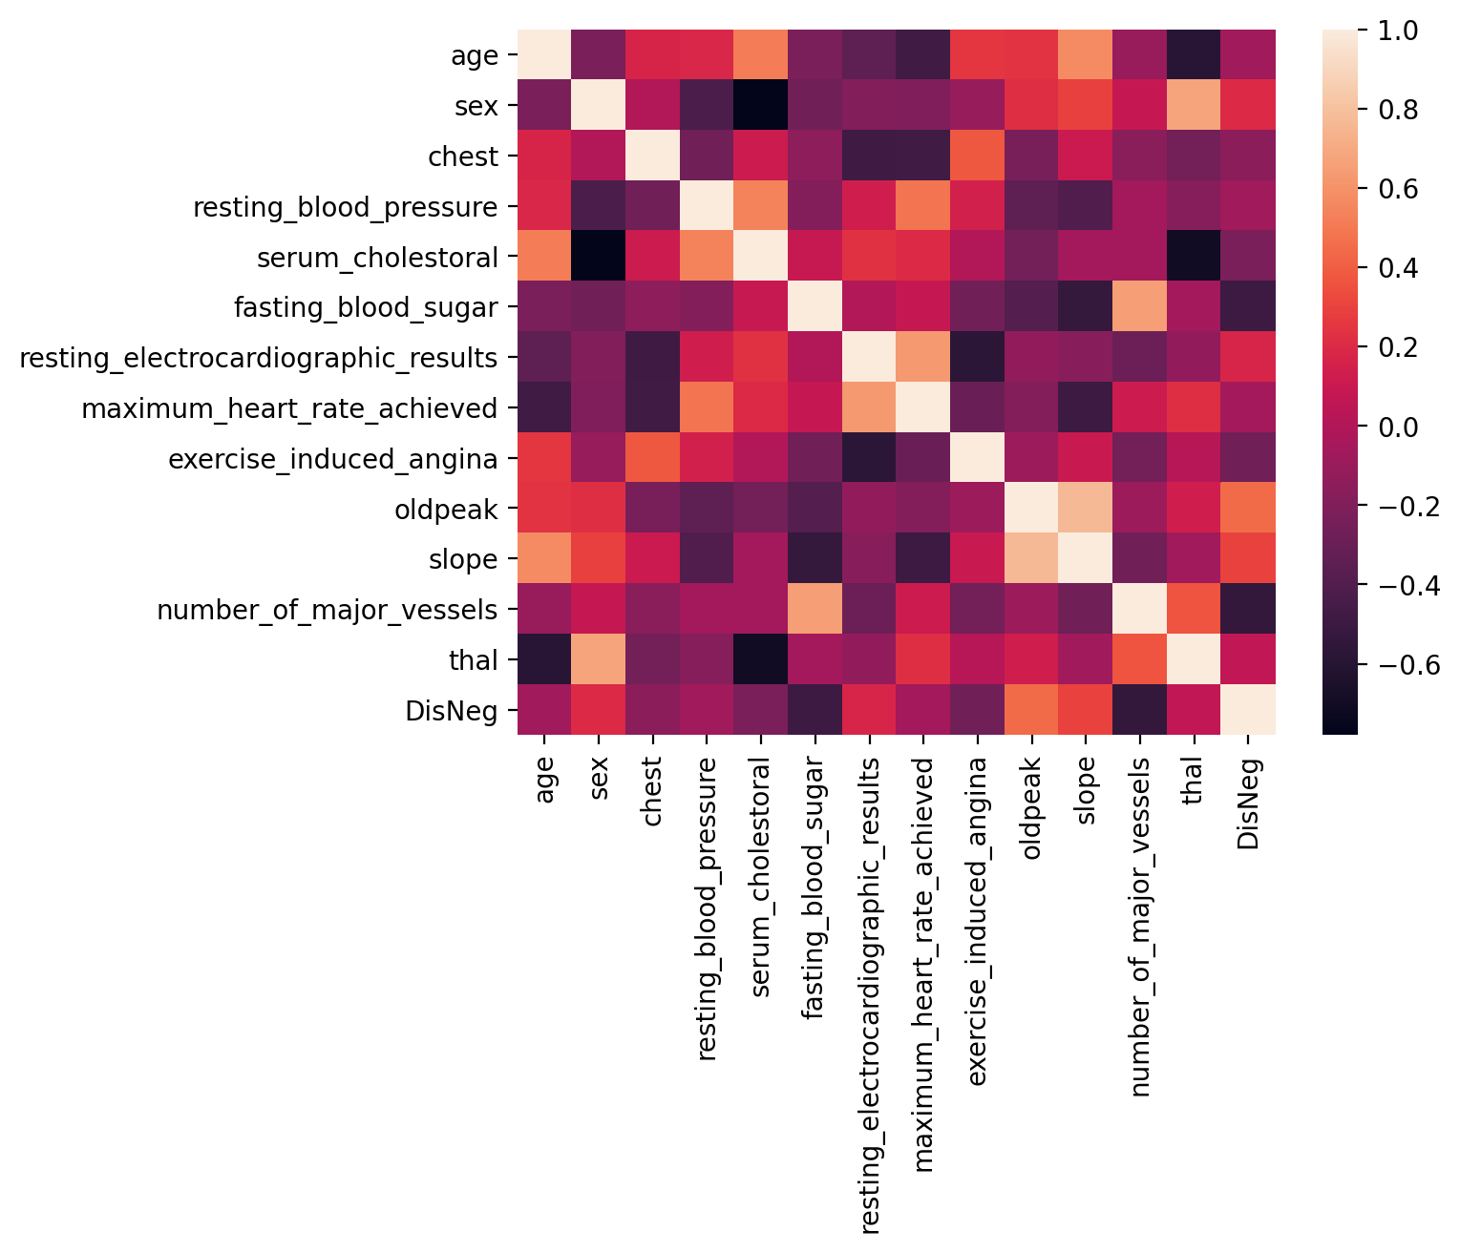 age
sex
chest
resting_blood_pressure
serum_cholestoral
fasting_blood_sugar
resting_electrocardiographic_results
maximum_heart_rate_achieved
exercise_induced_angina
oldpeak
slope
number_of_major_vessels
thal
DisNeg
age
sex
chest
resting_blood_pressure
serum_cholestoral
fasting_blood_sugar
resting_electrocardiographic_results
maximum_heart_rate_achieved
exercise_induced_angina
oldpeak
slope
number_of_major_vessels
thal
DisNeg
1.0
0.8
0.6
0.4
0.2
0.0
−0.2
−0.4
−0.6